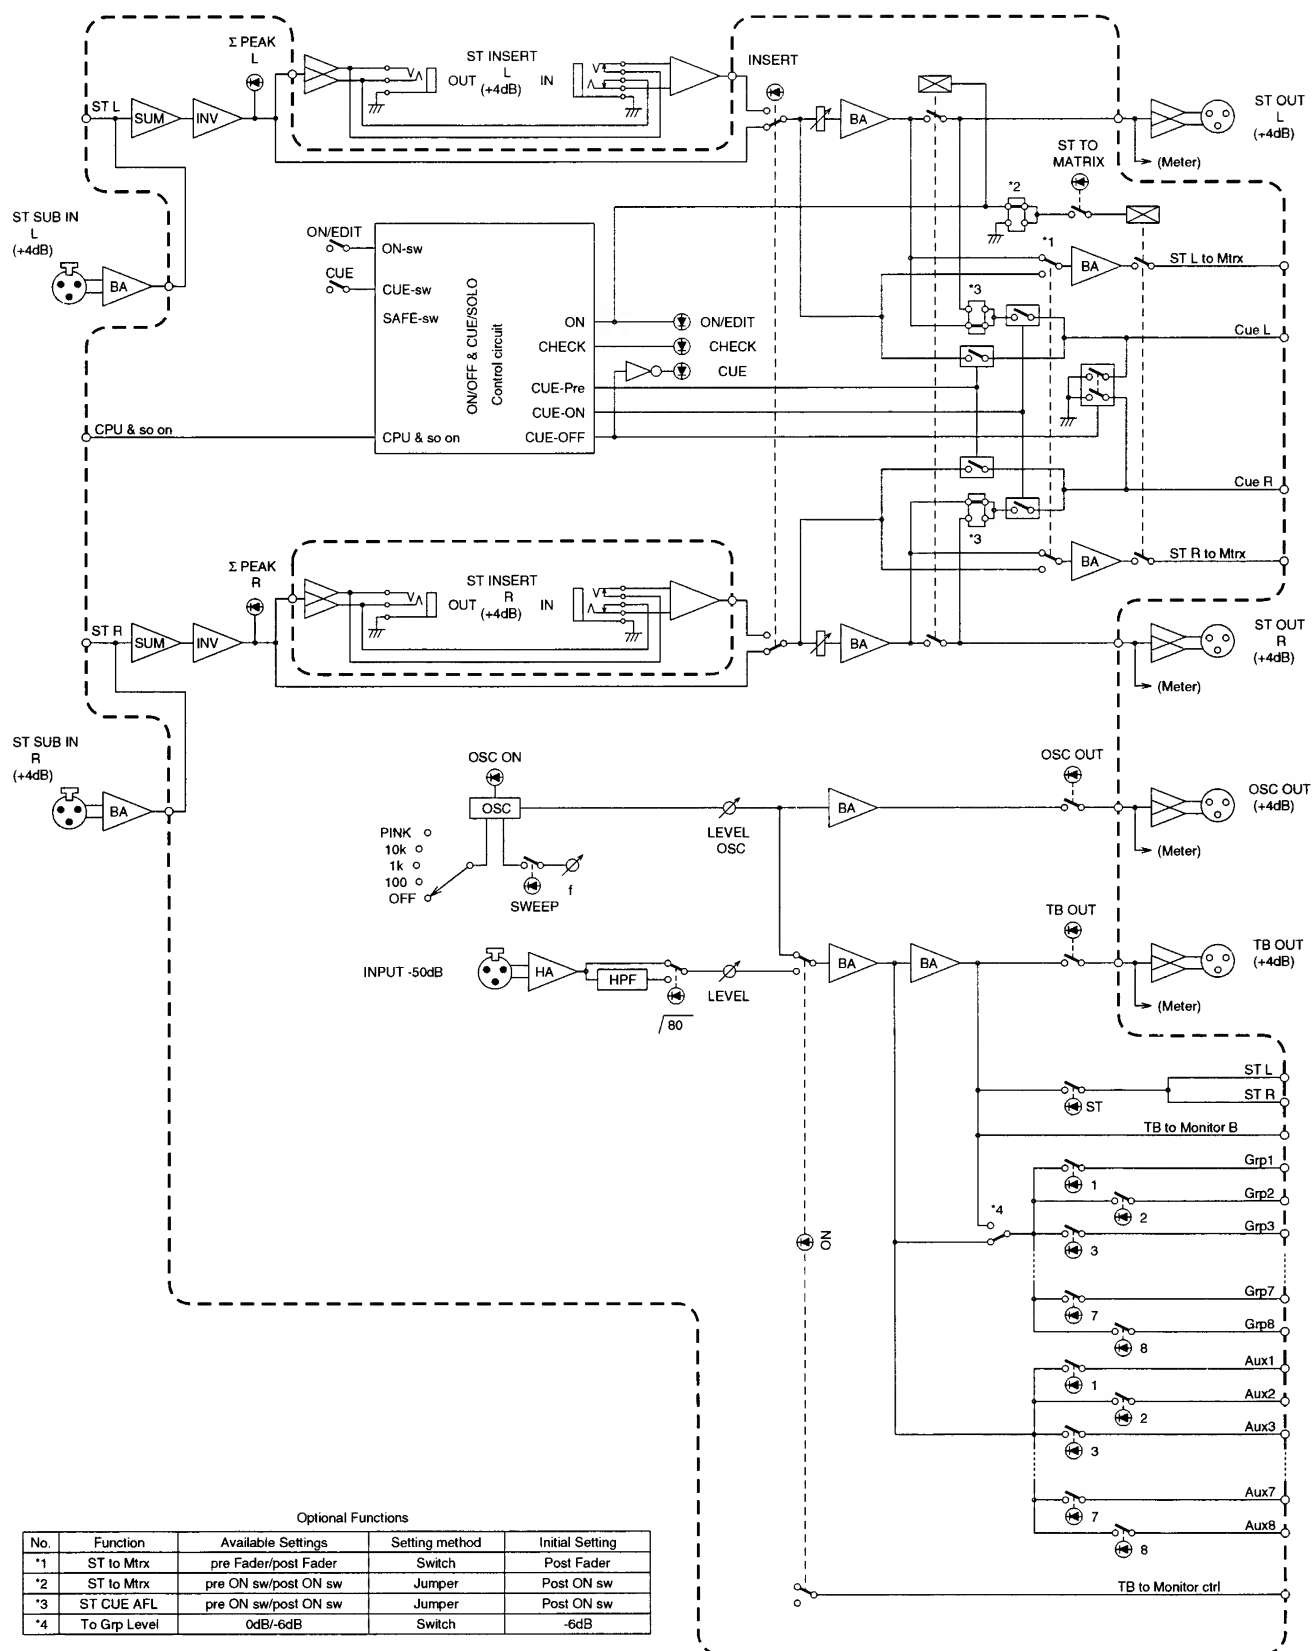 Σ PEAK
L
ST INSERT
L
(+4dB)
OUT
IN
INSERT
ST L
SUM
INV
BA
ST OUT
L
(+4dB)
(Meter)
ST TO
MATRIX
*2
ST SUB IN
L
(+4dB)
BA
ON/EDIT
ON-sw
CUE
CUE-sw
SAFE-sw
ON/OFF & CUE/SOLO
Control circuit
ON
ON/EDIT
CHECK
CHECK
CUE
CUE-Pre
CUE-ON
CUE-OFF
CPU & so on
CPU & so on
*1
BA
ST L to Mtrx
*3
Cue L
Cue R
*3
BA
ST R to Mtrx
Σ PEAK
R
ST INSERT
R
(+4dB)
OUT
IN
ST R
SUM
INV
BA
ST OUT
R
(+4dB)
(Meter)
ST SUB IN
R
(+4dB)
BA
OSC ON
OSC
PINK
10k
1k
100
OFF
SWEEP
f
LEVEL
OSC
BA
OSC OUT
OSC OUT
(+4dB)
(Meter)
INPUT -50dB
HA
HPF
80
LEVEL
BA
BA
TB OUT
TB OUT
(+4dB)
(Meter)
ST L
ST R
ST
TB to Monitor B
*4
ON
Grp1
1
Grp2
2
Grp3
3
Grp7
7
Grp8
8
Aux1
1
Aux2
2
Aux3
3
Aux7
7
Aux8
8
TB to Monitor ctrl
Optional Functions
No. Function Available Settings Setting method Initial Setting
*1 ST to Mtrx pre Fader/post Fader Switch Post Fader
*2 ST to Mtrx pre ON sw/post ON sw Jumper Post ON sw
*3 ST CUE AFL pre ON sw/post ON sw Jumper Post ON sw
*4 To Grp Level 0dB/-6dB Switch -6dB